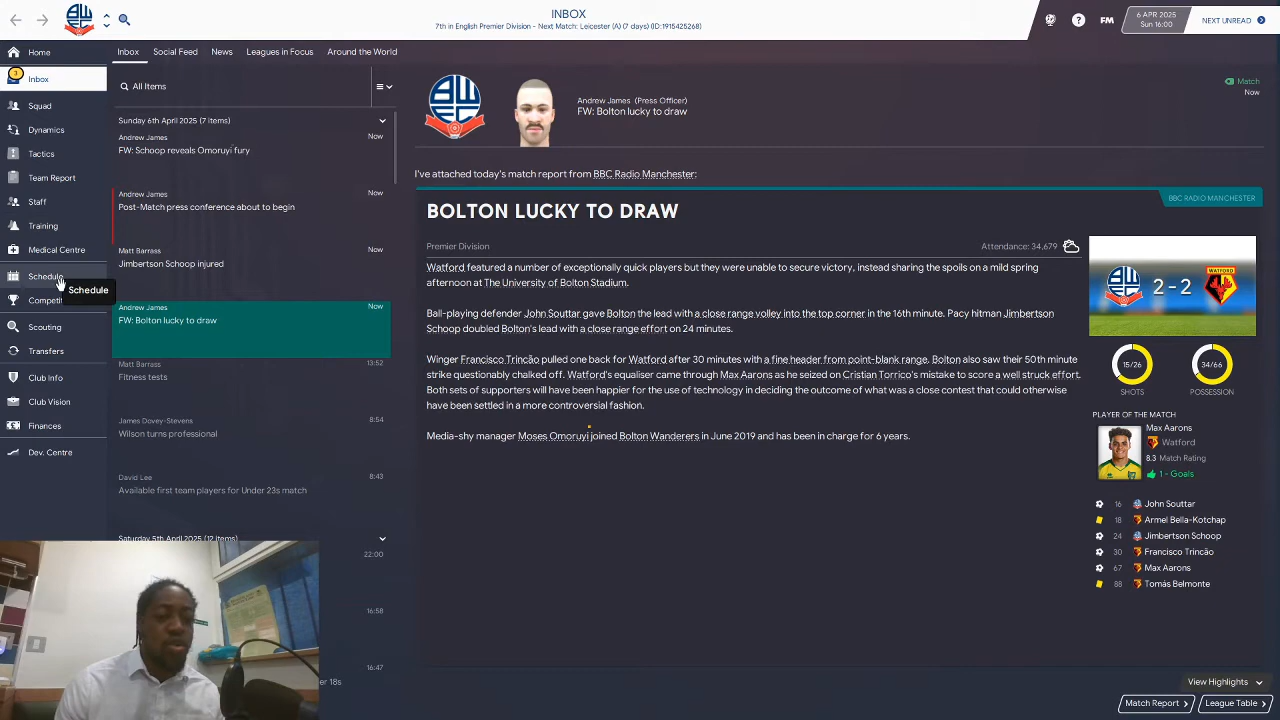 INBOX
7th in English Premier Division - Next Match: Leicester (A) (7 days) (ID:1915425268)
FM
6 APR 2025
Sun 16:00
NEXT UNREAD
Home
3
Inbox
Squad
Dynamics
Tactics
Team Report
Staff
Training
Medical Centre
Schedule
Schedule
Competit
Scouting
Transfers
Club Info
Club Vision
Finances
Dev. Centre
Inbox
Social Feed
News
Leagues in Focus
Around the World
All Items
Sunday 6th April 2025 (7 items)
Andrew James
Now
FW: Schoop reveals Omoruyi fury
Andrew James
Now
Post-Match press conference about to begin
Matt Barrass
Now
Jimbertson Schoop injured
Andrew James
Now
FW: Bolton lucky to draw
Matt Barrass
13:52
Fitness tests
James Dovey-Stevens
8:54
Wilson turns professional
David Lee
8:43
Available first team players for Under 23s match
Saturday 5th April 2025 (12 items)
22:00
16:58
16:47
er 18s
Andrew James (Press Officer)
FW: Bolton lucky to draw
Match
Now
I've attached today's match report from BBC Radio Manchester:
BBC RADIO MANCHESTER
BOLTON LUCKY TO DRAW
Premier Division
Attendance: 34,679
Watford featured a number of exceptionally quick players but they were unable to secure victory, instead sharing the spoils on a mild spring
afternoon at The University of Bolton Stadium.
Ball-playing defender John Souttar gave Bolton the lead with a close range volley into the top corner in the 16th minute. Pacy hitman Jimbertson
Schoop doubled Bolton's lead with a close range effort on 24 minutes.
Winger Francisco Trincão pulled one back for Watford after 30 minutes with a fine header from point-blank range. Bolton also saw their 50th minute
strike questionably chalked off. Watford's equaliser came through Max Aarons as he seized on Cristian Torrico's mistake to score a well struck effort.
Both sets of supporters will have been happier for the use of technology in deciding the outcome of what was a close contest that could otherwise
have been settled in a more controversial fashion.
Media-shy manager Moses Omoruyi joined Bolton Wanderers in June 2019 and has been in charge for 6 years.
WATFORD
2 - 2
15/26
SHOTS
34/66
POSSESSION
PLAYER OF THE MATCH
Max Aarons
Watford
8.3 Match Rating
1 - Goals
16 John Souttar
18 Armel Bella-Kotchap
24 Jimbertson Schoop
30 Francisco Trincão
67 Max Aarons
88 Tomás Belmonte
View Highlights
Match Report
League Table